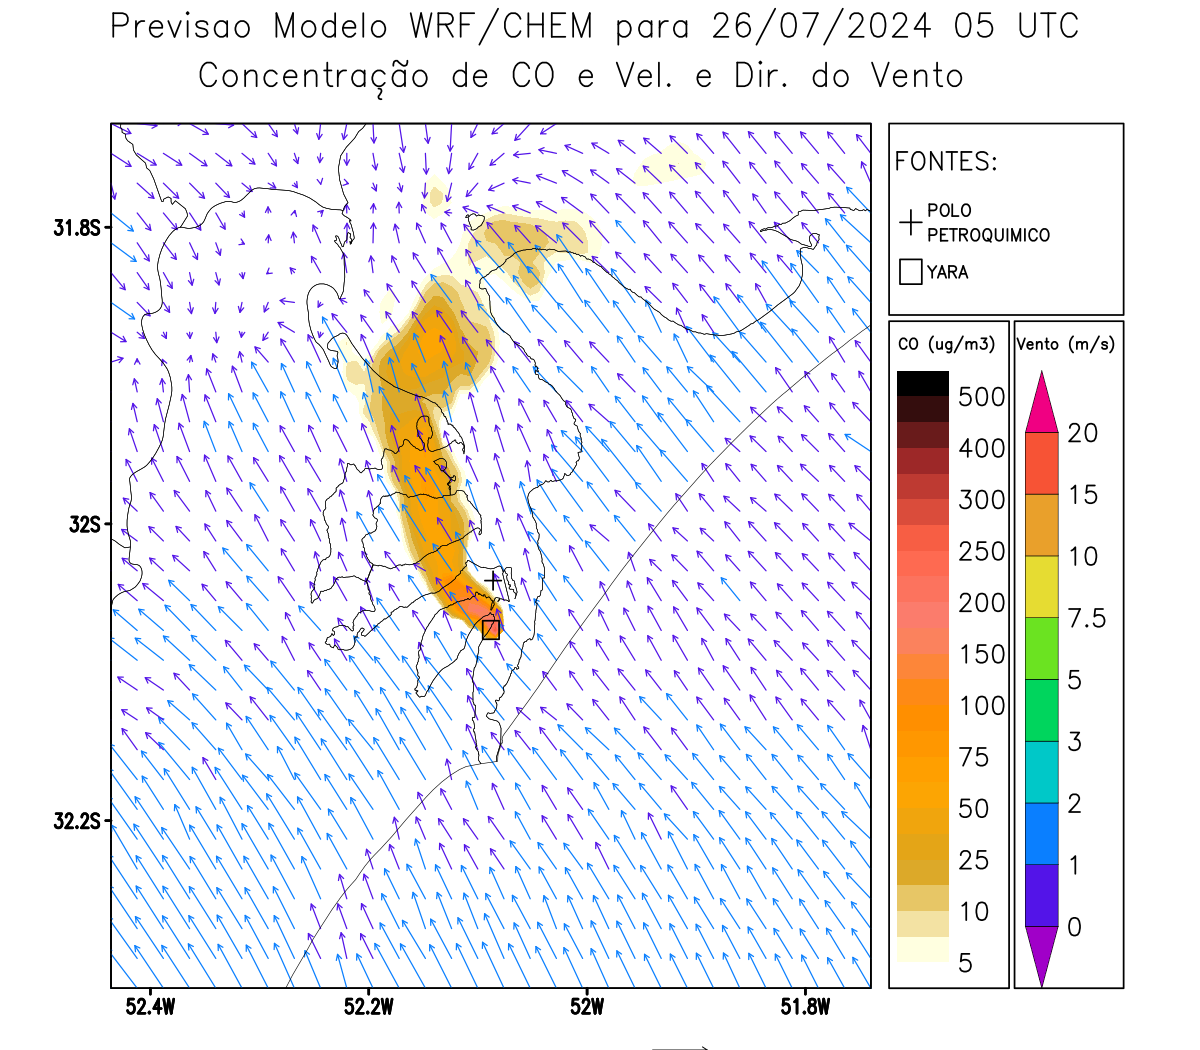 Previsao Modelo WRF/CHEM para 26/07/2024 05 UTC
Concentração de CO e Vel. e Dir. do Vento
FONTES:
POLO
PETROQUIMICO
YARA
CO (ug/m3)
500
400
300
250
200
150
100
75
50
25
10
5
Vento (m/s)
20
15
10
7.5
5
3
2
1
0
31.8S
32S
32.2S
52.4W
52.2W
52W
51.8W